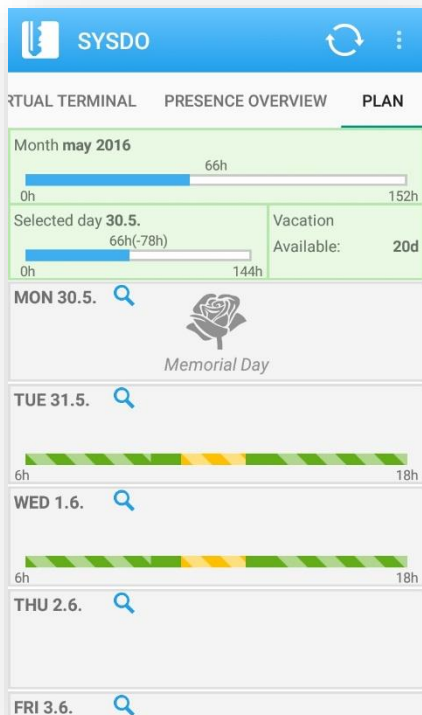 SYSDO
RTUAL TERMINAL PRESENCE OVERVIEW PLAN
Month may 2016
66h
0h 152h
Selected day 30.5.
66h(-78h)
0h 144h
Vacation
Available: 20d
MON 30.5.
Memorial Day
TUE 31.5.
6h 18h
WED 1.6.
6h 18h
THU 2.6.
FRI 3.6.